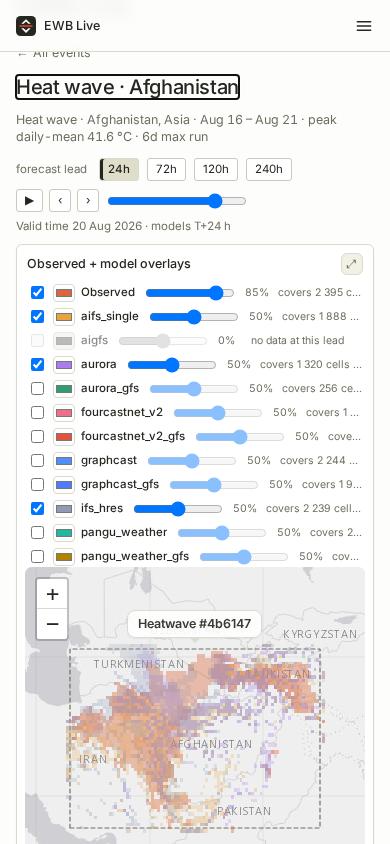 EWB Live
← All events
Heat wave · Afghanistan
Heat wave · Afghanistan, Asia · Aug 16 – Aug 21 · peak
daily-mean 41.6 °C · 6d max run
forecast lead 24h 72h 120h 240h
▶ ‹ ›
Valid time 20 Aug 2026 · models T+24 h
Observed + model overlays
Observed 85% covers 2 395 c…
aifs_single 50% covers 1 888 …
aigfs 0% no data at this lead
aurora 50% covers 1 320 cells …
aurora_gfs 50% covers 256 ce…
fourcastnet_v2 50% covers 1 …
fourcastnet_v2_gfs 50% cove…
graphcast 50% covers 2 244 …
graphcast_gfs 50% covers 1 9…
ifs_hres 50% covers 2 239 cell…
pangu_weather 50% covers 2…
pangu_weather_gfs 50% cov…
+
−
Heatwave #4b6147
KYRGYZSTAN
TURKMENISTAN
TAJIKISTAN
AFGHANISTAN
IRAN
PAKISTAN